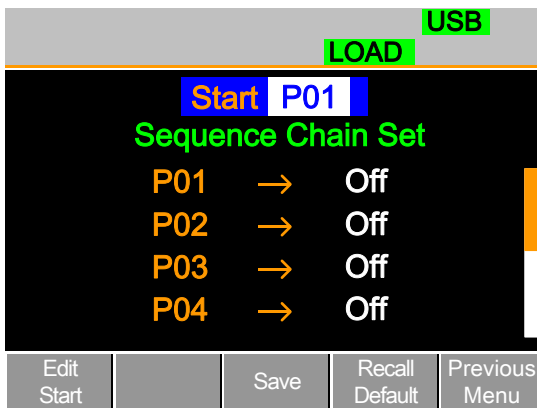 USB
LOAD
Start P01
Sequence Chain Set
P01 → Off
P02 → Off
P03 → Off
P04 → Off
Edit Start
Save
Recall Default
Previous Menu